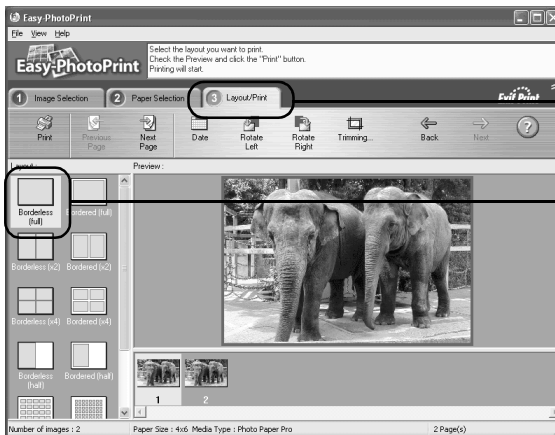 Easy-PhotoPrint
File View Help
Easy-PhotoPrint
Select the layout you want to print.
Check the Preview and click the "Print" button.
Printing will start.
1 Image Selection
2 Paper Selection
3 Layout/Print
Exif Print
Print
Previous Page
Next Page
Date
Rotate Left
Rotate Right
Trimming...
Back
Next
?
Layout :
Preview :
Borderless (full)
Bordered (full)
Borderless (x2)
Bordered (x2)
Borderless (x4)
Bordered (x4)
Borderless (half)
Bordered (half)
1
2
Number of images : 2
Paper Size : 4x6 Media Type : Photo Paper Pro
2 Page(s)